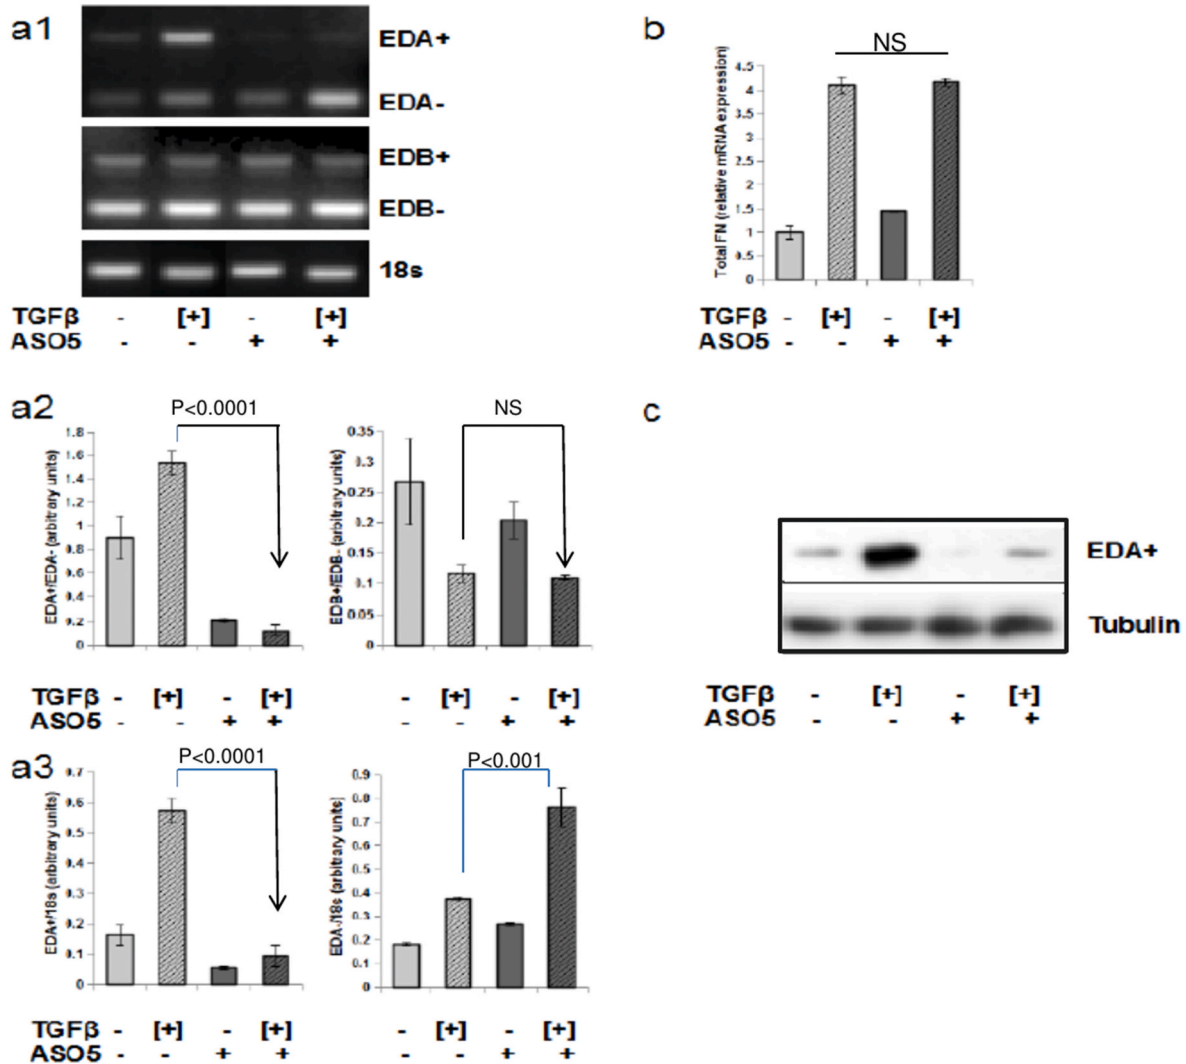 a1
EDA+
EDA-
EDB+
EDB-
18s
TGFβ - [+] - [+]
ASO5 - - + +
b
NS
Total FN (relative mRNA expression)
4.5
4
3.5
3
2.5
2
1.5
1
0.5
0
TGFβ - [+] - [+]
ASO5 - - + +
a2
P<0.0001
EDA+/EDA- (arbitrary units)
1.8
1.6
1.4
1.2
1
0.8
0.6
0.4
0.2
0
NS
EDB+/EDB- (arbitrary units)
0.35
0.3
0.25
0.2
0.15
0.1
0.05
0
TGFβ - [+] - [+] - [+] - [+]
ASO5 - - + + - - + +
c
EDA+
Tubulin
TGFβ - [+] - [+]
ASO5 - - + +
a3
P<0.0001
EDA+/18s (arbitrary units)
0.7
0.6
0.5
0.4
0.3
0.2
0.1
0
P<0.001
EDA-/18s (arbitrary units)
0.9
0.8
0.7
0.6
0.5
0.4
0.3
0.2
0.1
0
TGFβ - [+] - [+] - [+] - [+]
ASO5 - - + + - - + +